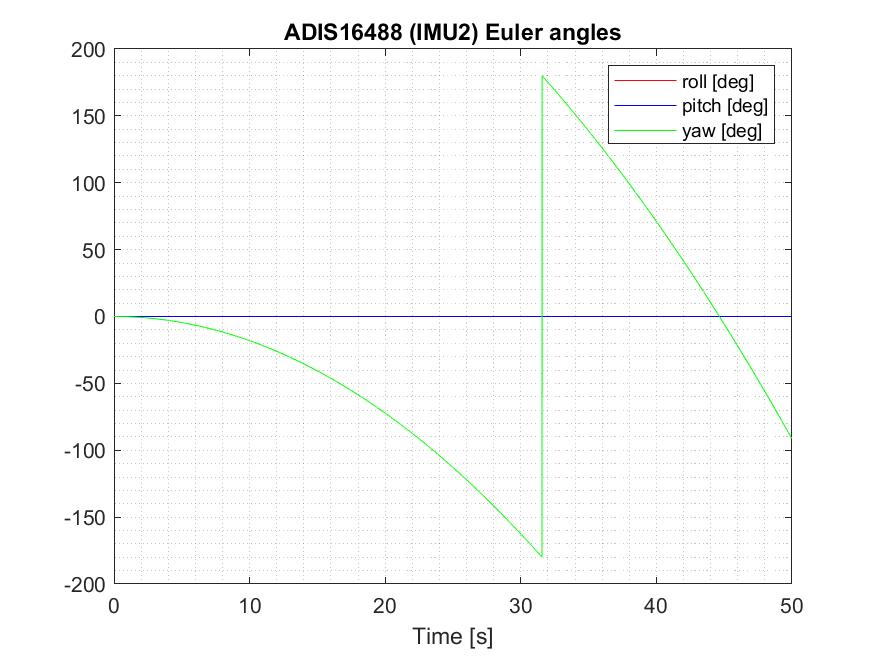 ADIS16488 (IMU2) Euler angles
200
150
100
50
0
-50
-100
-150
-200
roll [deg]
pitch [deg]
yaw [deg]
0 10 20 30 40 50
Time [s]